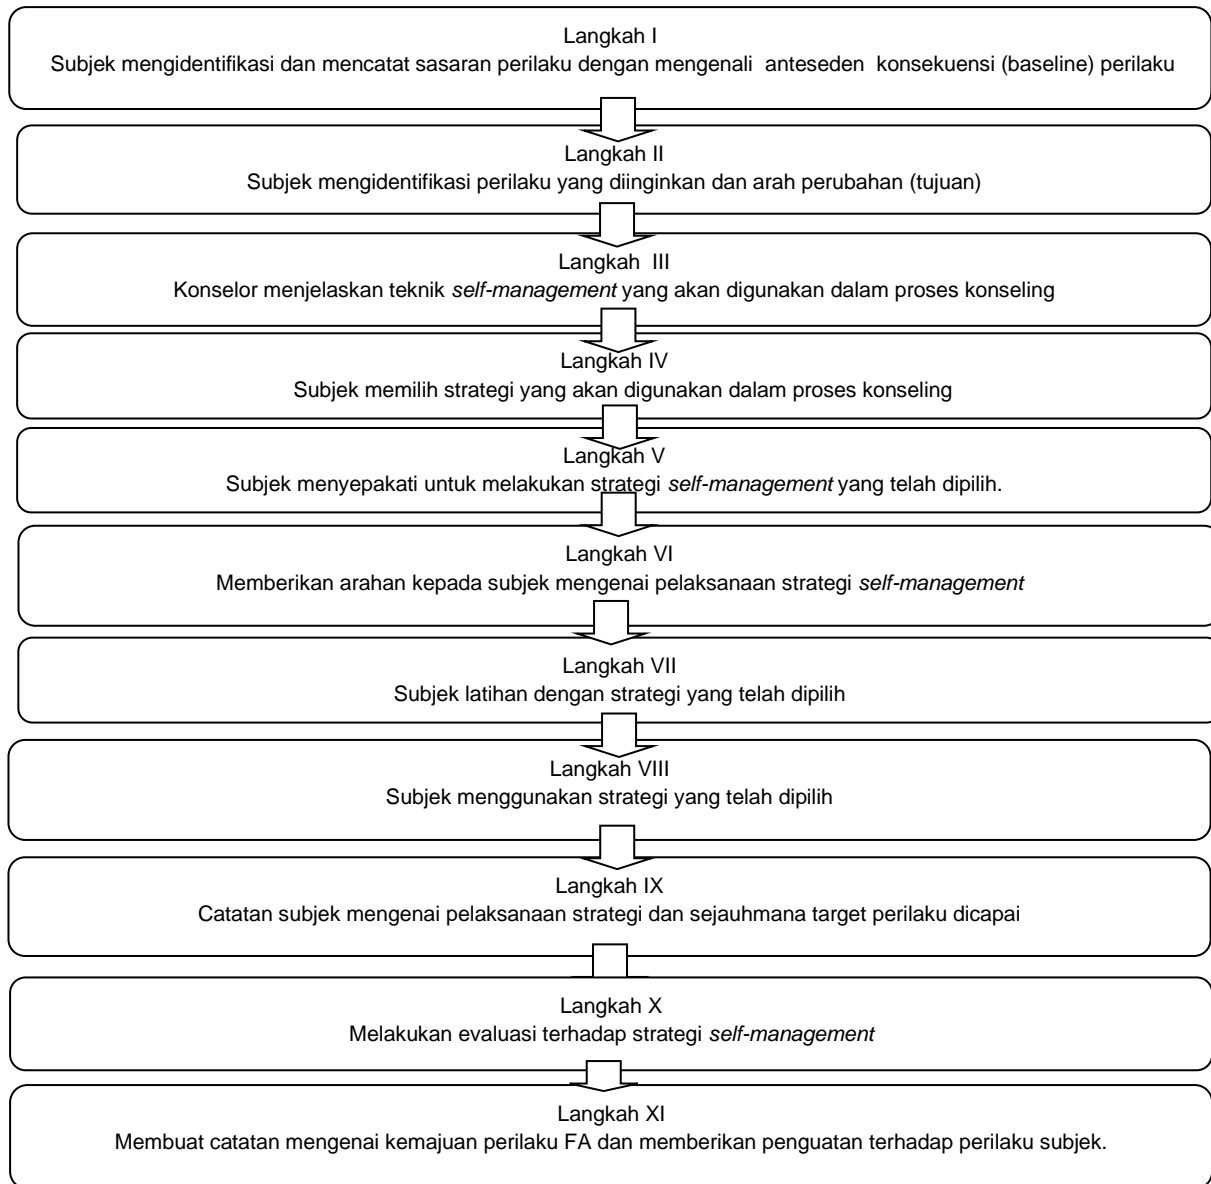 Langkah I
Subjek mengidentifikasi dan mencatat sasaran perilaku dengan mengenali anteseden konsekuensi (baseline) perilaku
Langkah II
Subjek mengidentifikasi perilaku yang diinginkan dan arah perubahan (tujuan)
Langkah III
Konselor menjelaskan teknik self-management yang akan digunakan dalam proses konseling
Langkah IV
Subjek memilih strategi yang akan digunakan dalam proses konseling
Langkah V
Subjek menyepakati untuk melakukan strategi self-management yang telah dipilih.
Langkah VI
Memberikan arahan kepada subjek mengenai pelaksanaan strategi self-management
Langkah VII
Subjek latihan dengan strategi yang telah dipilih
Langkah VIII
Subjek menggunakan strategi yang telah dipilih
Langkah IX
Catatan subjek mengenai pelaksanaan strategi dan sejauhmana target perilaku dicapai
Langkah X
Melakukan evaluasi terhadap strategi self-management
Langkah XI
Membuat catatan mengenai kemajuan perilaku FA dan memberikan penguatan terhadap perilaku subjek.